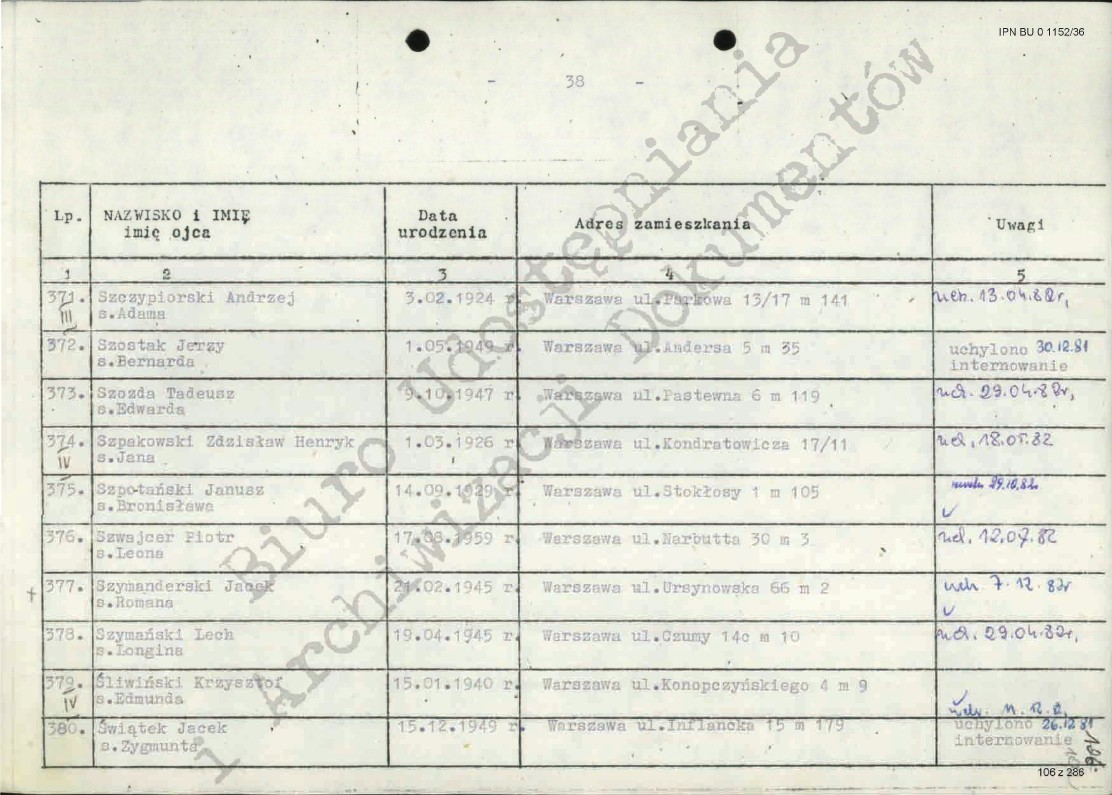 IPN BU 0 1152/36
- 38 -
Lp. NAZWISKO i IMIĘ imię ojca Data urodzenia Adres zamieszkania Uwagi
1 2 3 4 5
371. Szczypiorski Andrzej 3.02.1924 r. Warszawa ul.Parkowa 13/17 m 141 uch. 13.04.82r,
III s.Adama
372. Szostak Jerzy 1.05.1949 r. Warszawa ul.Andersa 5 m 35 uchylono 30.12.81
s.Bernarda internowanie
373. Szozda Tadeusz 9.10.1947 r. Warszawa ul.Pastewna 6 m 119 uch. 29.04.82r,
s.Edwarda
374. Szpakowski Zdzisław Henryk 1.03.1926 r. Warszawa ul.Kondratowicza 17/11 uch, 18.05.82
IV s.Jana
375. Szpotański Janusz 14.09.1929 r. Warszawa ul.Stokłosy 1 m 105
s.Bronisława
376. Szwajcer Piotr 17.08.1959 r. Warszawa ul.Narbutta 30 m 3 uch. 12.07.82
s.Leona
377. Szymanderski Jacek 21.02.1945 r. Warszawa ul.Ursynowska 66 m 2 uch. 7.12.82r
s.Romana
378. Szymański Lech 19.04.1945 r. Warszawa ul.Czumy 14c m 10 uch. 29.04.82r,
s.Longina
379. Śliwiński Krzysztof 15.01.1940 r. Warszawa ul.Konopczyńskiego 4 m 9
IV s.Edmunda
380. Świątek Jacek 15.12.1949 r. Warszawa ul.Inflancka 15 m 179 uchylono 26.12.81
s.Zygmunta internowanie
106
106 z 286
Biuro Udostępniania
i Archiwizacji Dokumentów